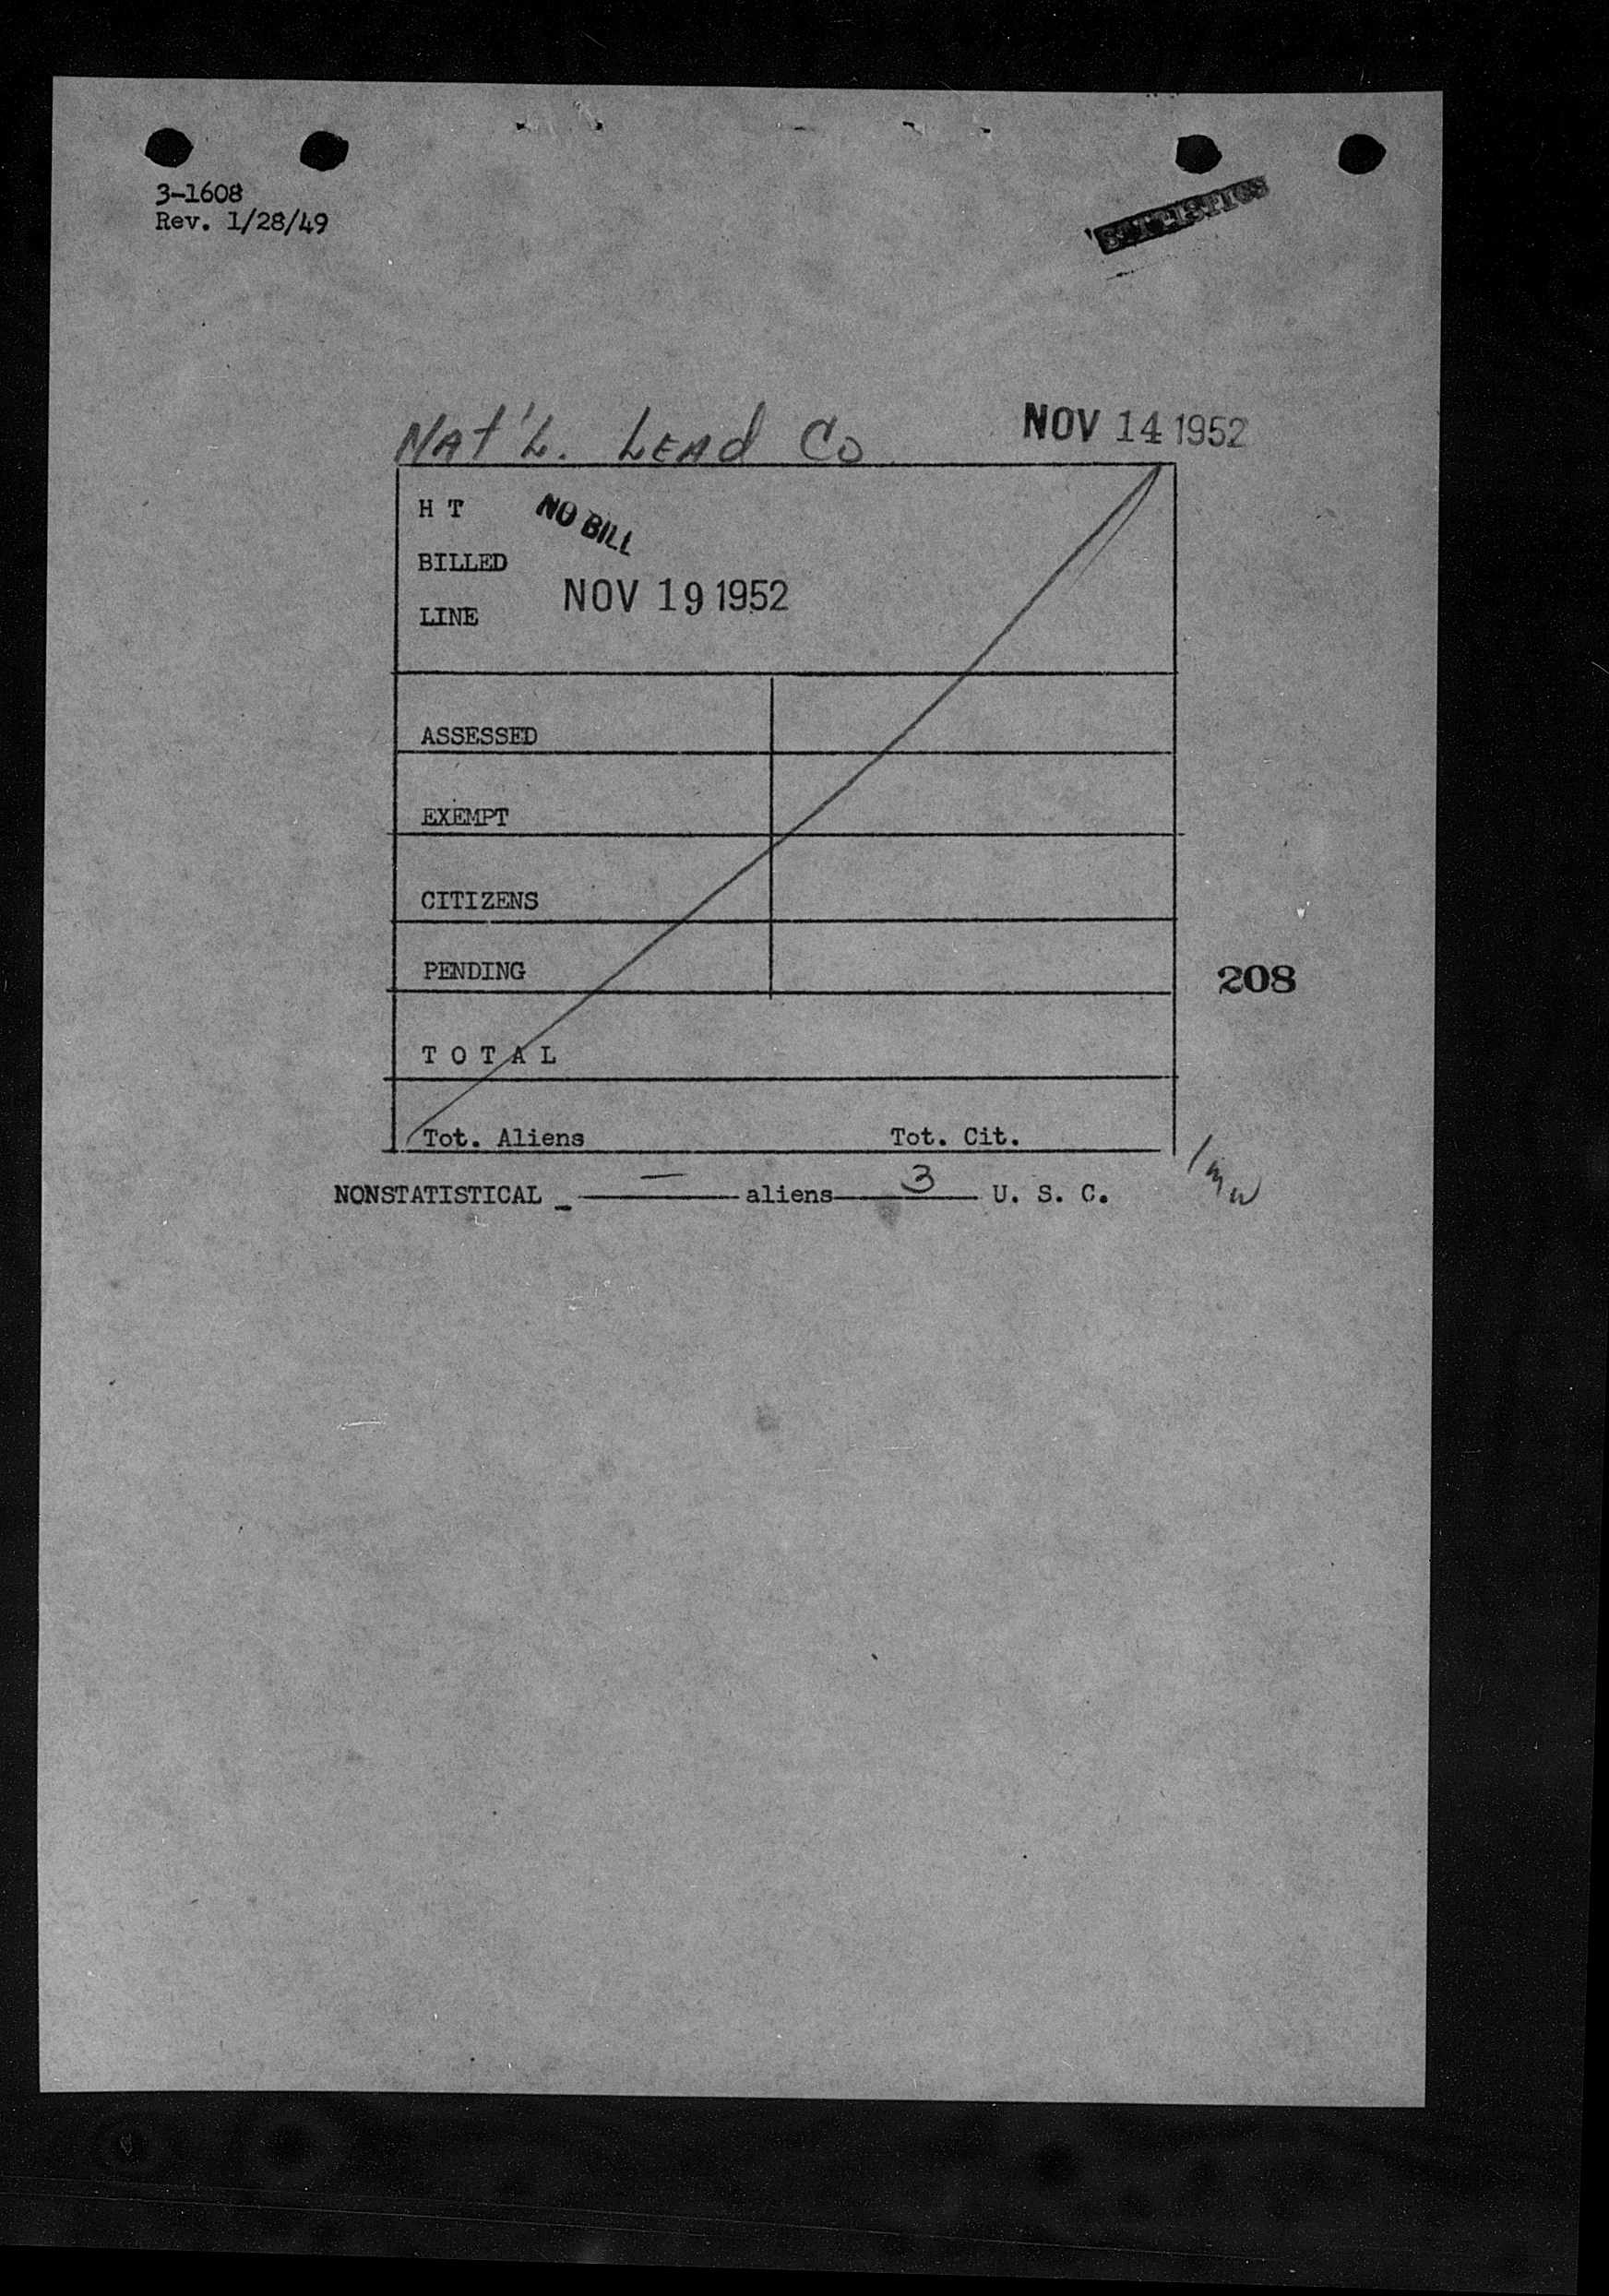 3-1608
Rev. 1/28/49
STATISTICS
Nat'l. Lead Co NOV 14 1952
H T NO BILL
BILLED
NOV 19 1952
LINE
ASSESSED
EXEMPT
CITIZENS
PENDING
208
T O T A L
Tot. Aliens Tot. Cit.
NONSTATISTICAL _ — aliens 3 U. S. C.